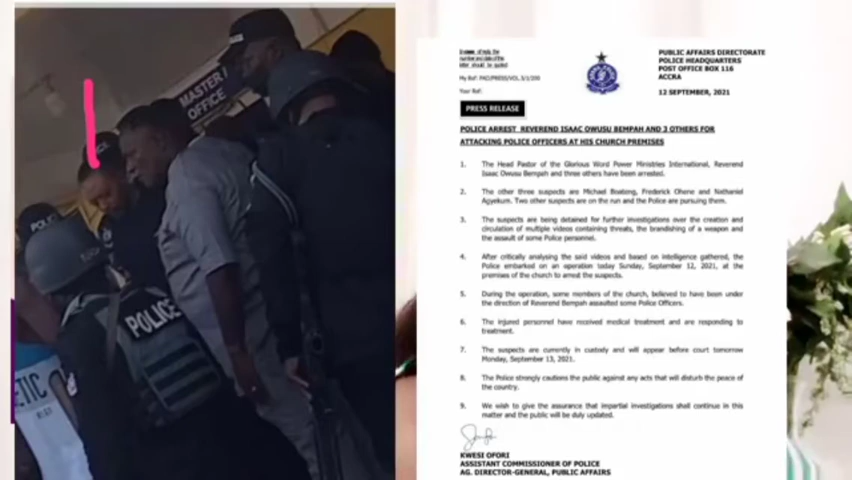 MASTER
OFFICE
POLICE
POLICE
ETIC
PUBLIC AFFAIRS DIRECTORATE
POLICE HEADQUARTERS
POST OFFICE BOX 116
ACCRA
My Ref: PAD/PRESS/VOL.3/1/200
Your Ref:
12 SEPTEMBER, 2021
PRESS RELEASE
POLICE ARREST REVEREND ISAAC OWUSU BEMPAH AND 3 OTHERS FOR
ATTACKING POLICE OFFICERS AT HIS CHURCH PREMISES
1. The Head Pastor of the Glorious Word Power Ministries International, Reverend
Isaac Owusu Bempah and three others have been arrested.
2. The other three suspects are Michael Boateng, Frederick Ohene and Nathaniel
Agyekum. Two other suspects are on the run and the Police are pursuing them.
3. The suspects are being detained for further investigations over the creation and
circulation of multiple videos containing threats, the brandishing of a weapon and
the assault of some Police personnel.
4. After critically analysing the said videos and based on intelligence gathered, the
Police embarked on an operation today Sunday, September 12, 2021, at the
premises of the church to arrest the suspects.
5. During the operation, some members of the church, believed to have been under
the direction of Reverend Bempah assaulted some Police Officers.
6. The injured personnel have received medical treatment and are responding to
treatment.
7. The suspects are currently in custody and will appear before court tomorrow
Monday, September 13, 2021.
8. The Police strongly cautions the public against any acts that will disturb the peace of
the country.
9. We wish to give the assurance that impartial investigations shall continue in this
matter and the public will be duly updated.
KWESI OFORI
ASSISTANT COMMISSIONER OF POLICE
AG. DIRECTOR-GENERAL, PUBLIC AFFAIRS